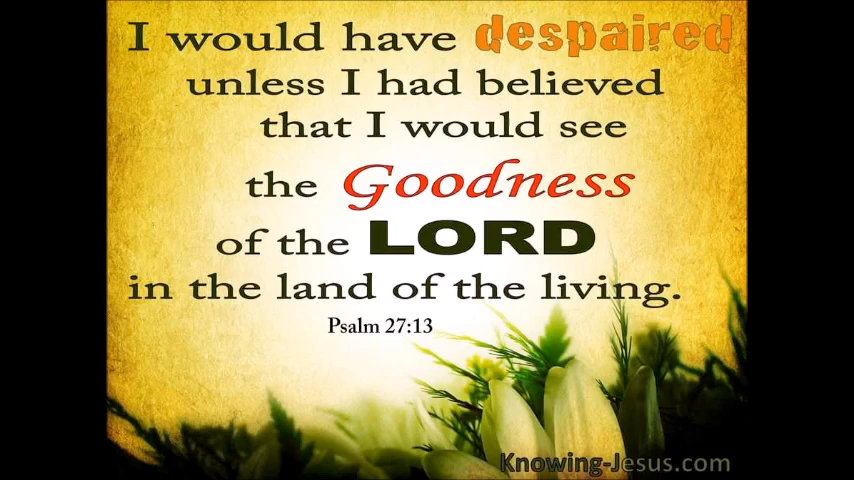 I would have despaired
unless I had believed
that I would see
the Goodness
of the LORD
in the land of the living.
Psalm 27:13
Knowing-Jesus.com